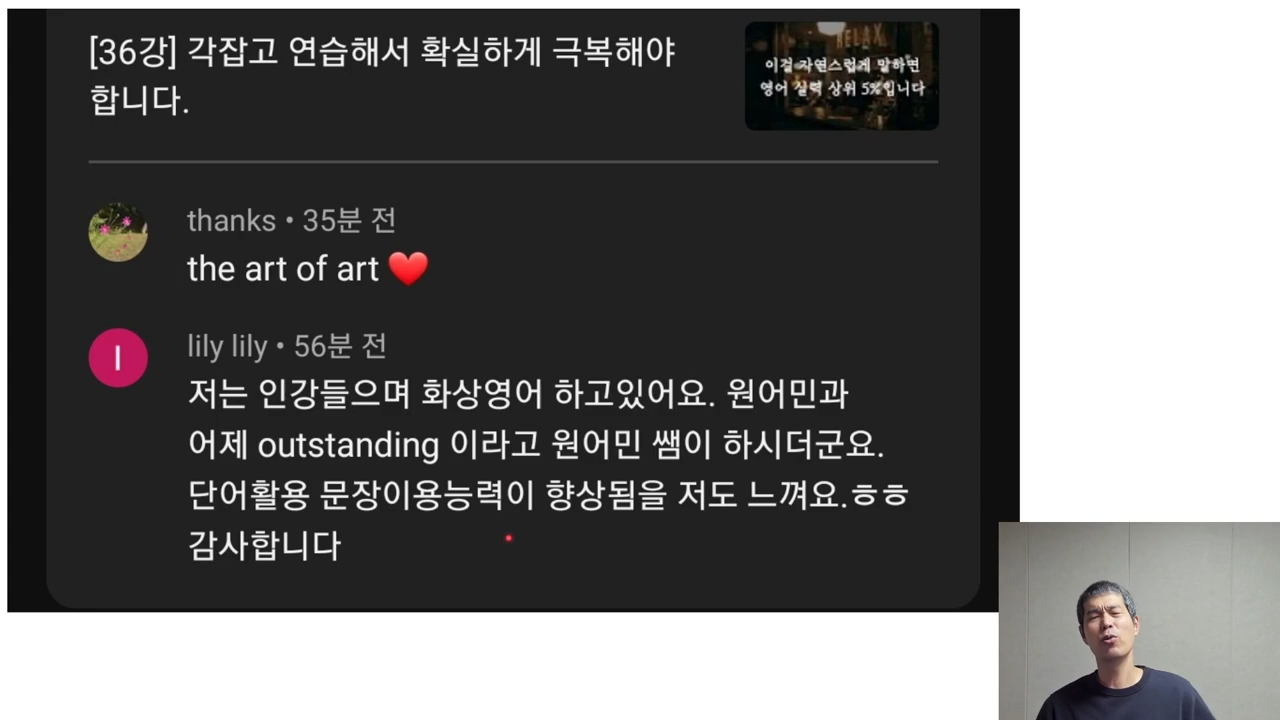 [36강] 각잡고 연습해서 확실하게 극복해야
합니다.
RELAX
이걸 자연스럽게 말하면
영어 실력 상위 5%입니다
thanks • 35분 전
the art of art ❤️
l
lily lily • 56분 전
저는 인강들으며 화상영어 하고있어요. 원어민과
어제 outstanding 이라고 원어민 쌤이 하시더군요.
단어활용 문장이용능력이 향상됨을 저도 느껴요.ㅎㅎ
감사합니다